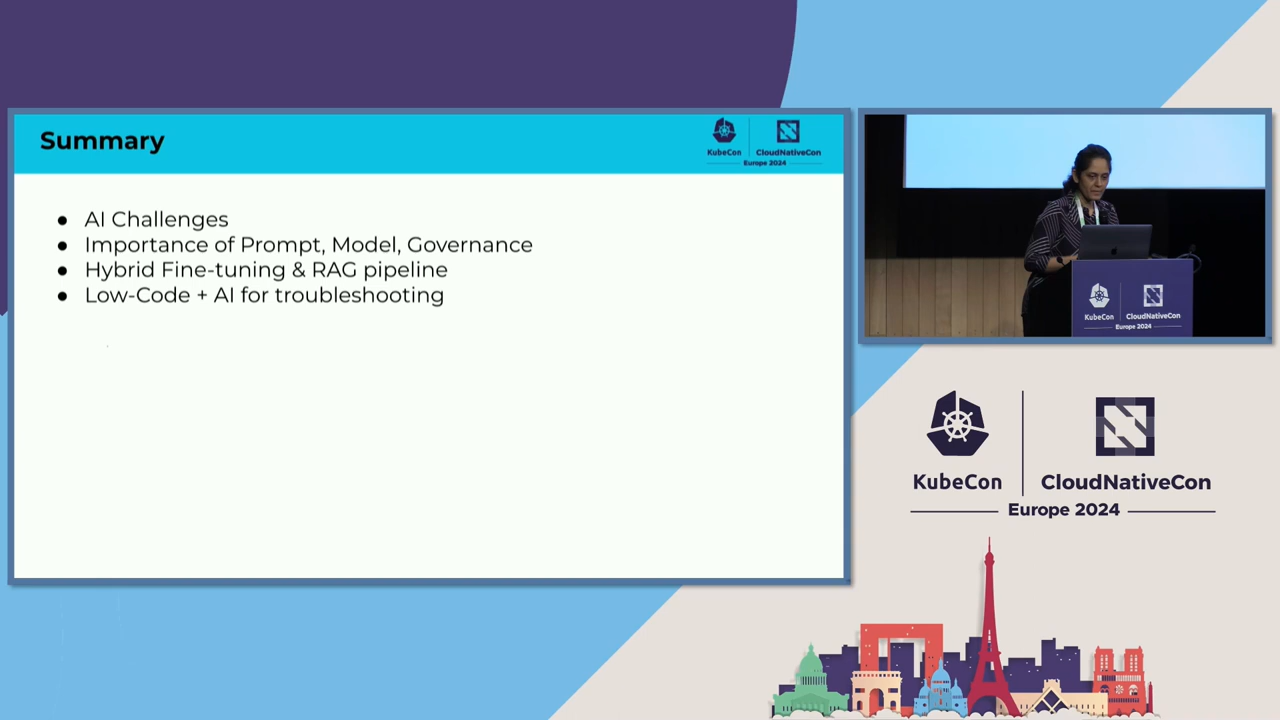 Summary
KubeCon
CloudNativeCon
Europe 2024
● AI Challenges
● Importance of Prompt, Model, Governance
● Hybrid Fine-tuning & RAG pipeline
● Low-Code + AI for troubleshooting
KubeCon
CloudNativeCon
Europe 2024
KubeCon
CloudNativeCon
Europe 2024